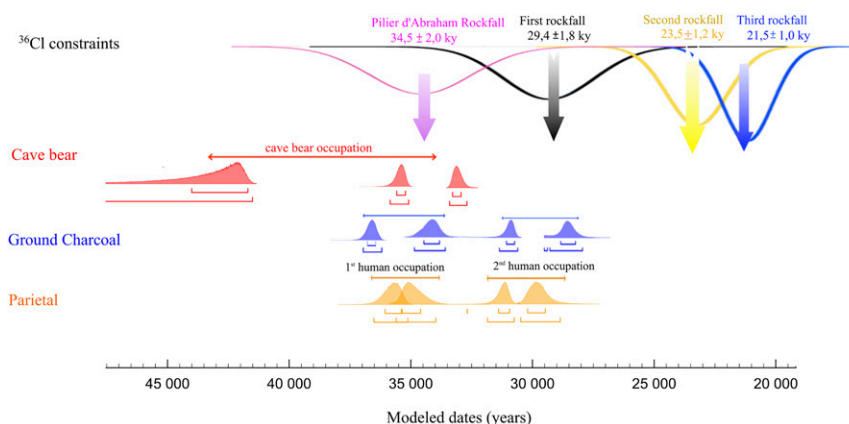 Pilier d'Abraham Rockfall
34,5 ± 2,0 ky
First rockfall
29,4 ±1,8 ky
Second rockfall
23,5±1,2 ky
Third rockfall
21,5± 1,0 ky
³⁶Cl constraints
Cave bear
cave bear occupation
Ground Charcoal
1ˢᵗ human occupation
2ⁿᵈ human occupation
Parietal
45 000 40 000 35 000 30 000 25 000 20 000
Modeled dates (years)